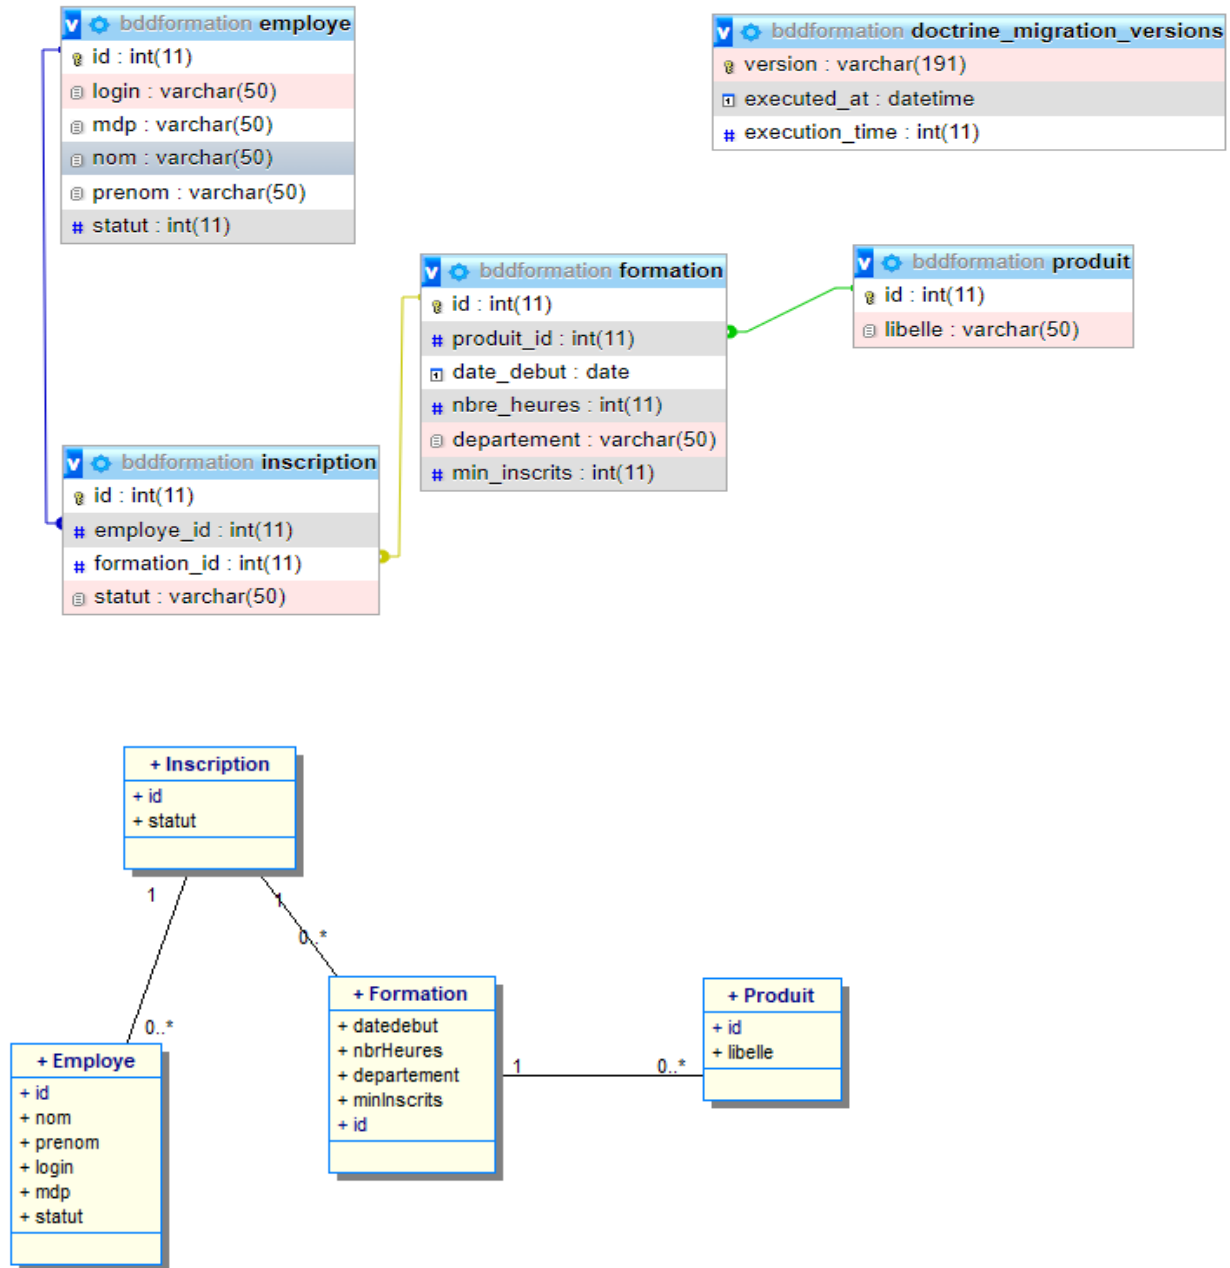 bddformation employe
id : int(11)
login : varchar(50)
mdp : varchar(50)
nom : varchar(50)
prenom : varchar(50)
# statut : int(11)
bddformation doctrine_migration_versions
version : varchar(191)
executed_at : datetime
# execution_time : int(11)
bddformation formation
id : int(11)
# produit_id : int(11)
date_debut : date
# nbre_heures : int(11)
departement : varchar(50)
# min_inscrits : int(11)
bddformation produit
id : int(11)
libelle : varchar(50)
bddformation inscription
id : int(11)
# employe_id : int(11)
# formation_id : int(11)
statut : varchar(50)
+ Inscription
+ id
+ statut
1
1
0..*
0..*
+ Formation
+ datedebut
+ nbrHeures
+ departement
+ minInscrits
+ id
1
0..*
+ Produit
+ id
+ libelle
+ Employe
+ id
+ nom
+ prenom
+ login
+ mdp
+ statut